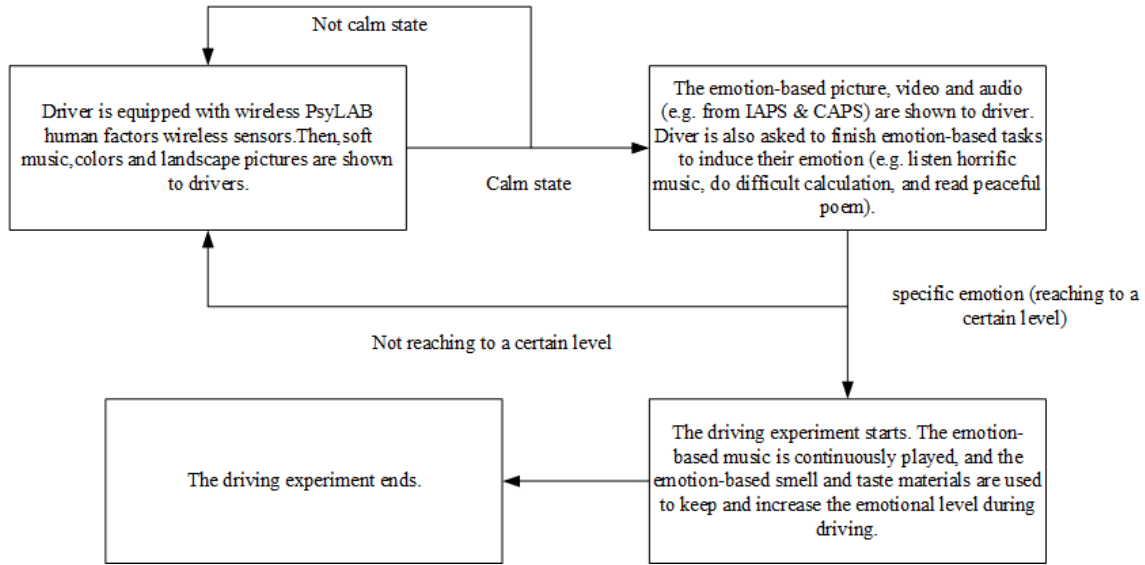 Not calm state
Driver is equipped with wireless PsyLAB
human factors wireless sensors.Then,soft
music,colors and landscape pictures are shown
to drivers.
Calm state
The emotion-based picture, video and audio
(e.g. from IAPS & CAPS) are shown to driver.
Diver is also asked to finish emotion-based tasks
to induce their emotion (e.g. listen horrific
music, do difficult calculation, and read peaceful
poem).
specific emotion (reaching to a
certain level)
Not reaching to a certain level
The driving experiment starts. The emotion-
based music is continuously played, and the
emotion-based smell and taste materials are used
to keep and increase the emotional level during
driving.
The driving experiment ends.